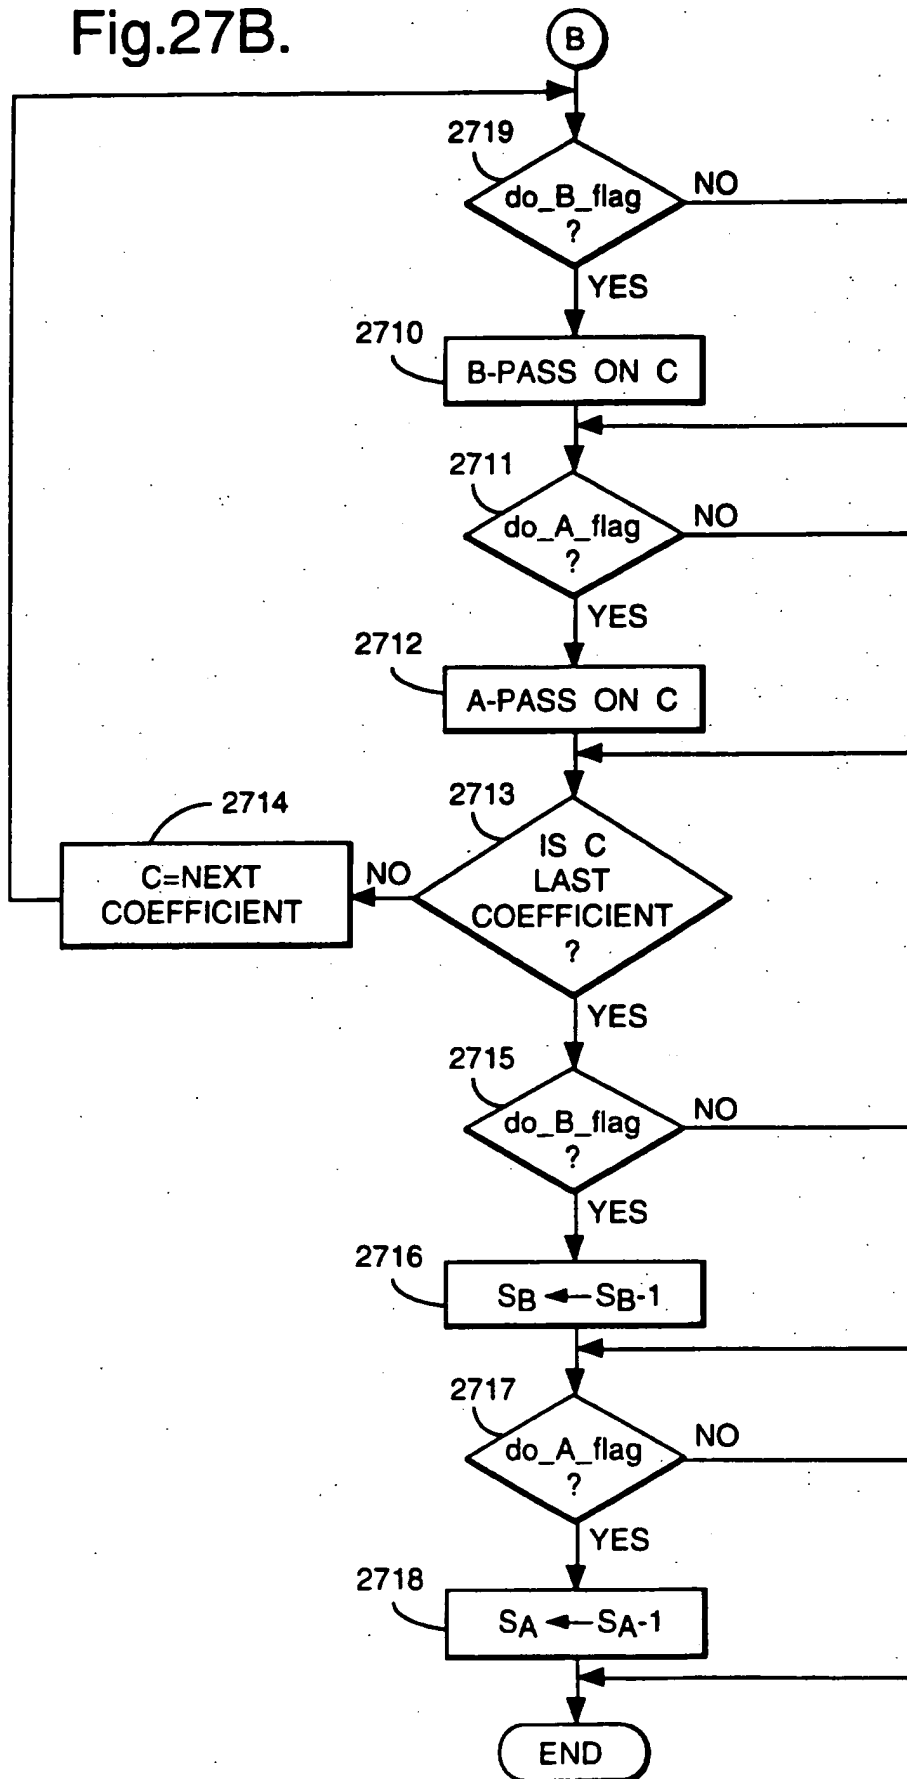 Fig.27B.
B
2719
do_B_flag
?
NO
YES
2710
B-PASS ON C
2711
do_A_flag
?
NO
YES
2712
A-PASS ON C
2713
IS C
LAST
COEFFICIENT
?
NO
2714
C=NEXT
COEFFICIENT
YES
2715
do_B_flag
?
NO
YES
2716
SB ← SB-1
2717
do_A_flag
?
NO
YES
2718
SA ← SA-1
END